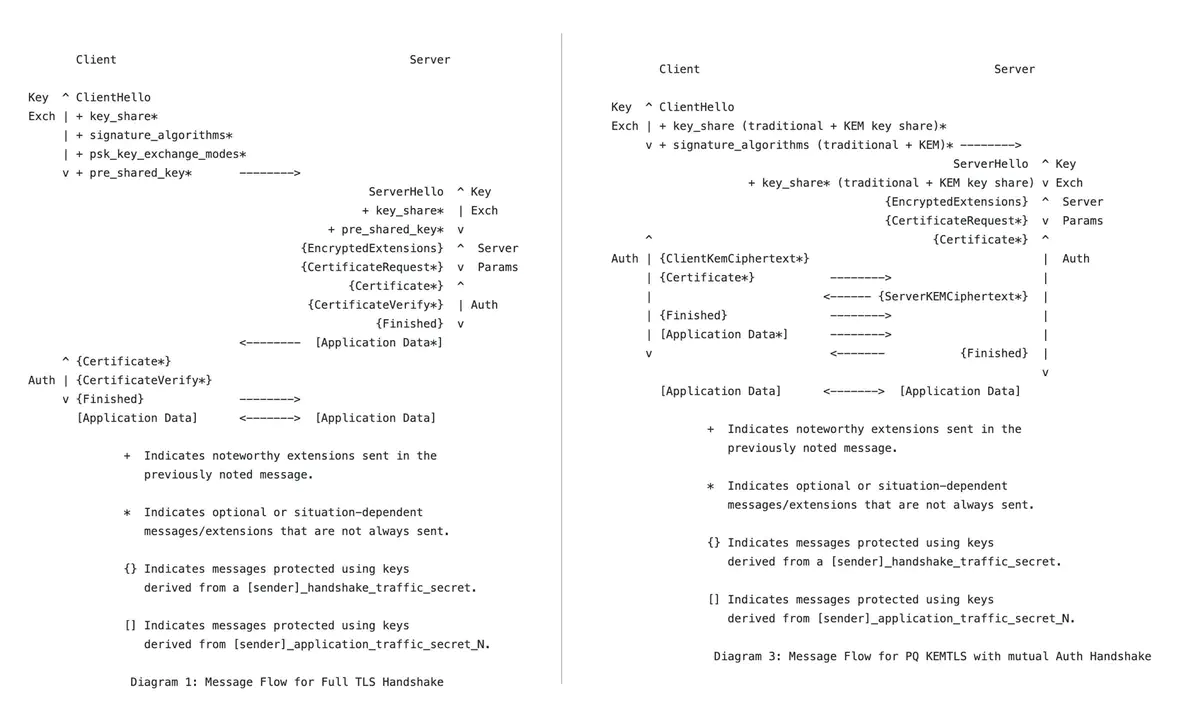 Client                                           Server

Key  ^ ClientHello
Exch | + key_share*
     | + signature_algorithms*
     | + psk_key_exchange_modes*
     v + pre_shared_key*       -------->
ServerHello  ^ Key
+ key_share*  | Exch
+ pre_shared_key*  v
{EncryptedExtensions}  ^  Server
{CertificateRequest*}  v  Params
{Certificate*}  ^
{CertificateVerify*}  | Auth
{Finished}  v
<--------  [Application Data*]
     ^ {Certificate*}
Auth | {CertificateVerify*}
     v {Finished}              -------->
       [Application Data]      <------->  [Application Data]

+  Indicates noteworthy extensions sent in the
   previously noted message.

*  Indicates optional or situation-dependent
   messages/extensions that are not always sent.

{} Indicates messages protected using keys
   derived from a [sender]_handshake_traffic_secret.

[] Indicates messages protected using keys
   derived from [sender]_application_traffic_secret_N.

Diagram 1: Message Flow for Full TLS Handshake

Client                                           Server

Key  ^ ClientHello
Exch | + key_share (traditional + KEM key share)*
     v + signature_algorithms (traditional + KEM)* -------->
ServerHello  ^ Key
+ key_share* (traditional + KEM key share) v Exch
{EncryptedExtensions}  ^  Server
{CertificateRequest*}  v  Params
     ^                                   {Certificate*}  ^
Auth | {ClientKemCiphertext*}                            |  Auth
     | {Certificate*}          -------->                 |
     |                        <------ {ServerKEMCiphertext*}  |
     | {Finished}              -------->                 |
     | [Application Data*]     -------->                 |
     v                         <-------      {Finished}  |
                                                         v
       [Application Data]      <------->  [Application Data]

+  Indicates noteworthy extensions sent in the
   previously noted message.

*  Indicates optional or situation-dependent
   messages/extensions that are not always sent.

{} Indicates messages protected using keys
   derived from a [sender]_handshake_traffic_secret.

[] Indicates messages protected using keys
   derived from [sender]_application_traffic_secret_N.

Diagram 3: Message Flow for PQ KEMTLS with mutual Auth Handshake